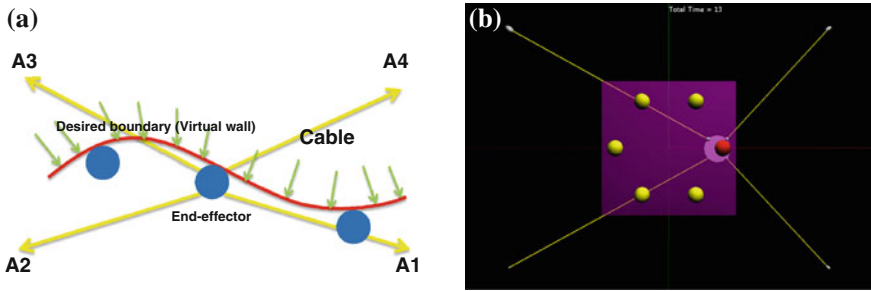 (a)
A3
A4
Desired boundary (Virtual wall)
Cable
End-effector
A2
A1
(b)
Total Time = 13